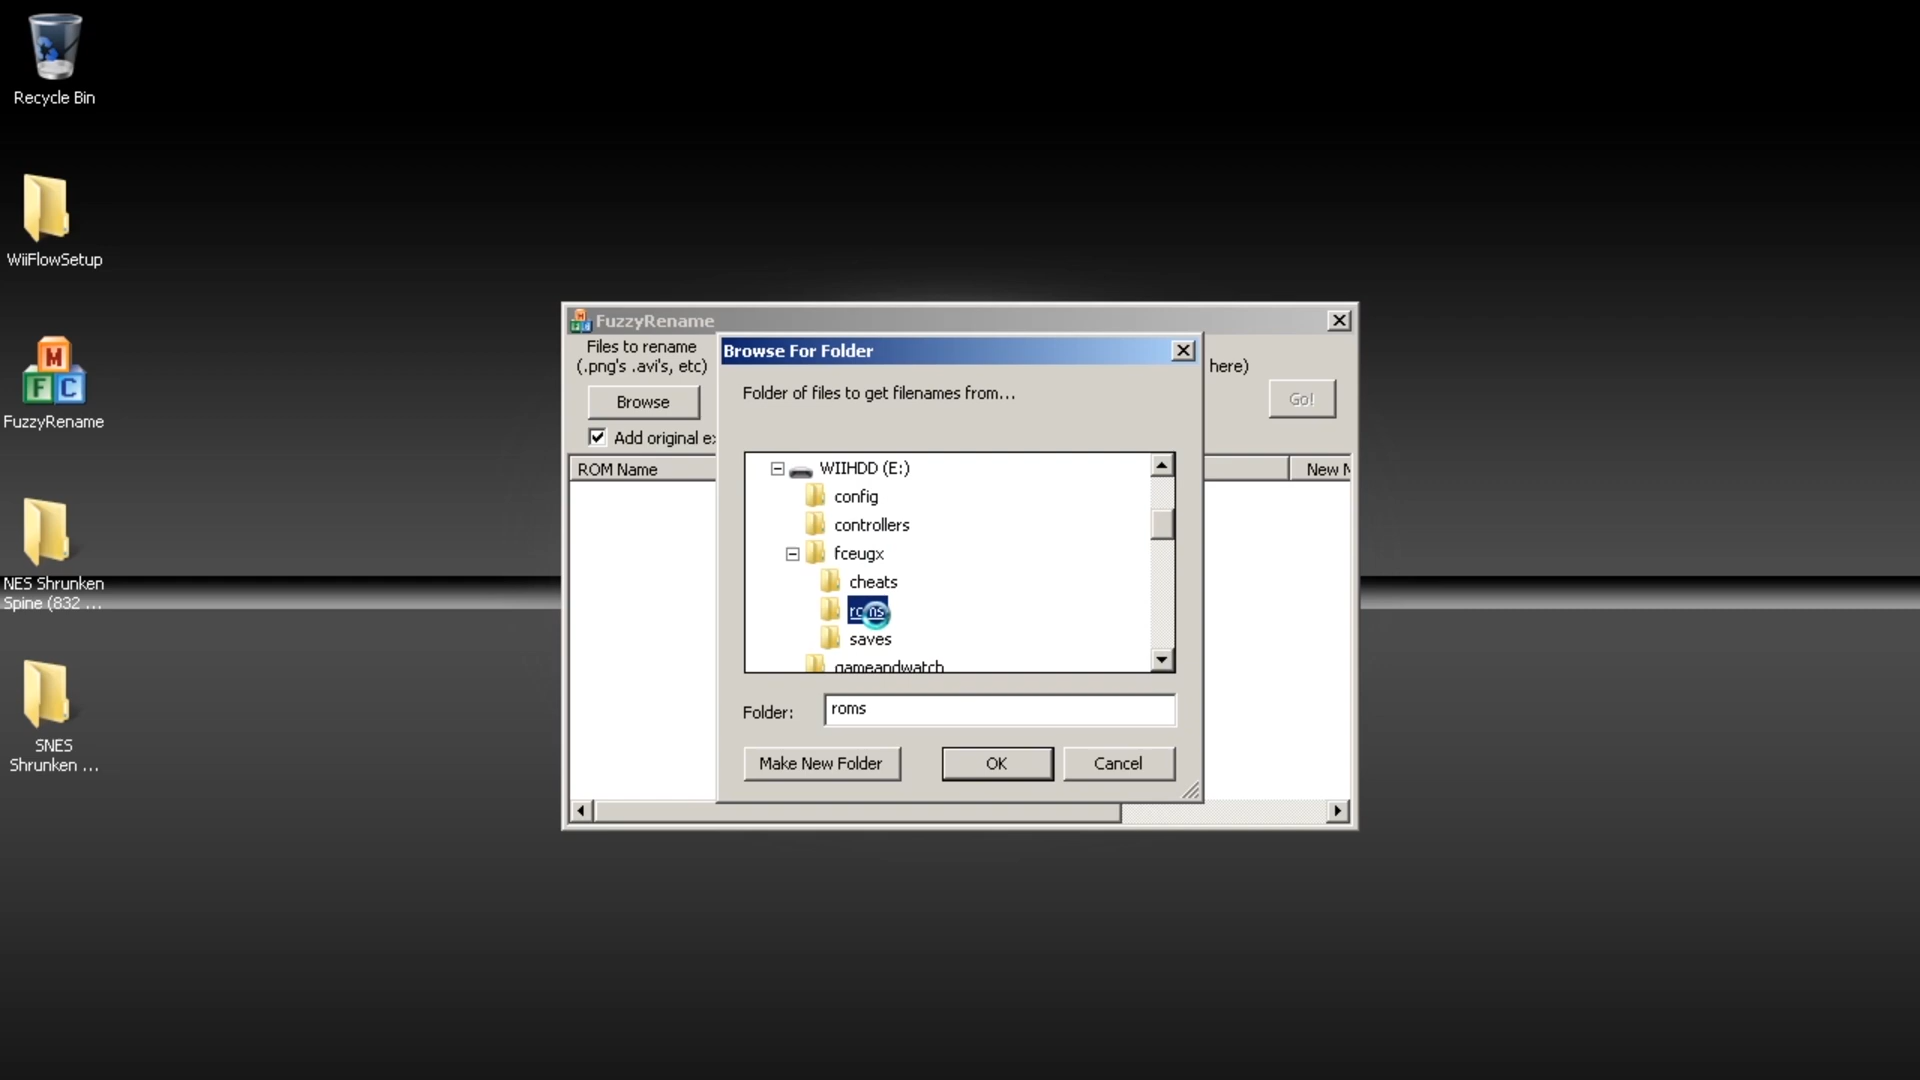 Recycle Bin
WiiFlowSetup
FuzzyRename
NES Shrunken
Spine (832 ...
SNES
Shrunken ...
FuzzyRename
Files to rename
(.png's .avi's, etc)
here)
Browse
Go!
Add original ex
ROM Name
New N
Browse For Folder
Folder of files to get filenames from...
WIIHDD (E:)
config
controllers
fceugx
cheats
roms
saves
gameandwatch
Folder:
roms
Make New Folder
OK
Cancel